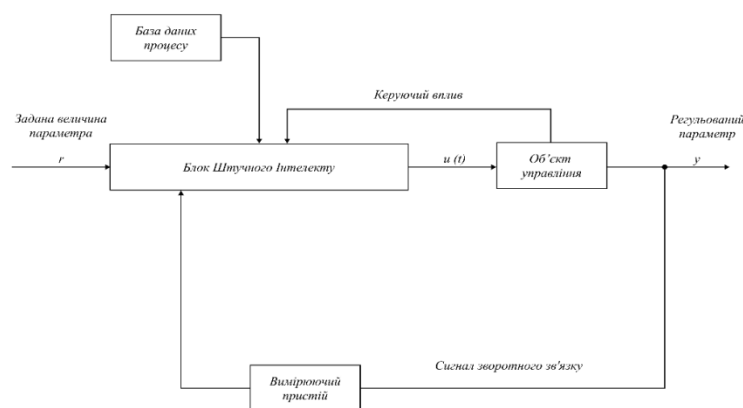 База даних
процесу
Керуючий вплив
Задана величина
параметра
Регульований
параметр
r
Блок Штучного Інтелекту
u (t)
Об’єкт
управління
y
Сигнал зворотного зв'язку
Вимірюючий
пристій